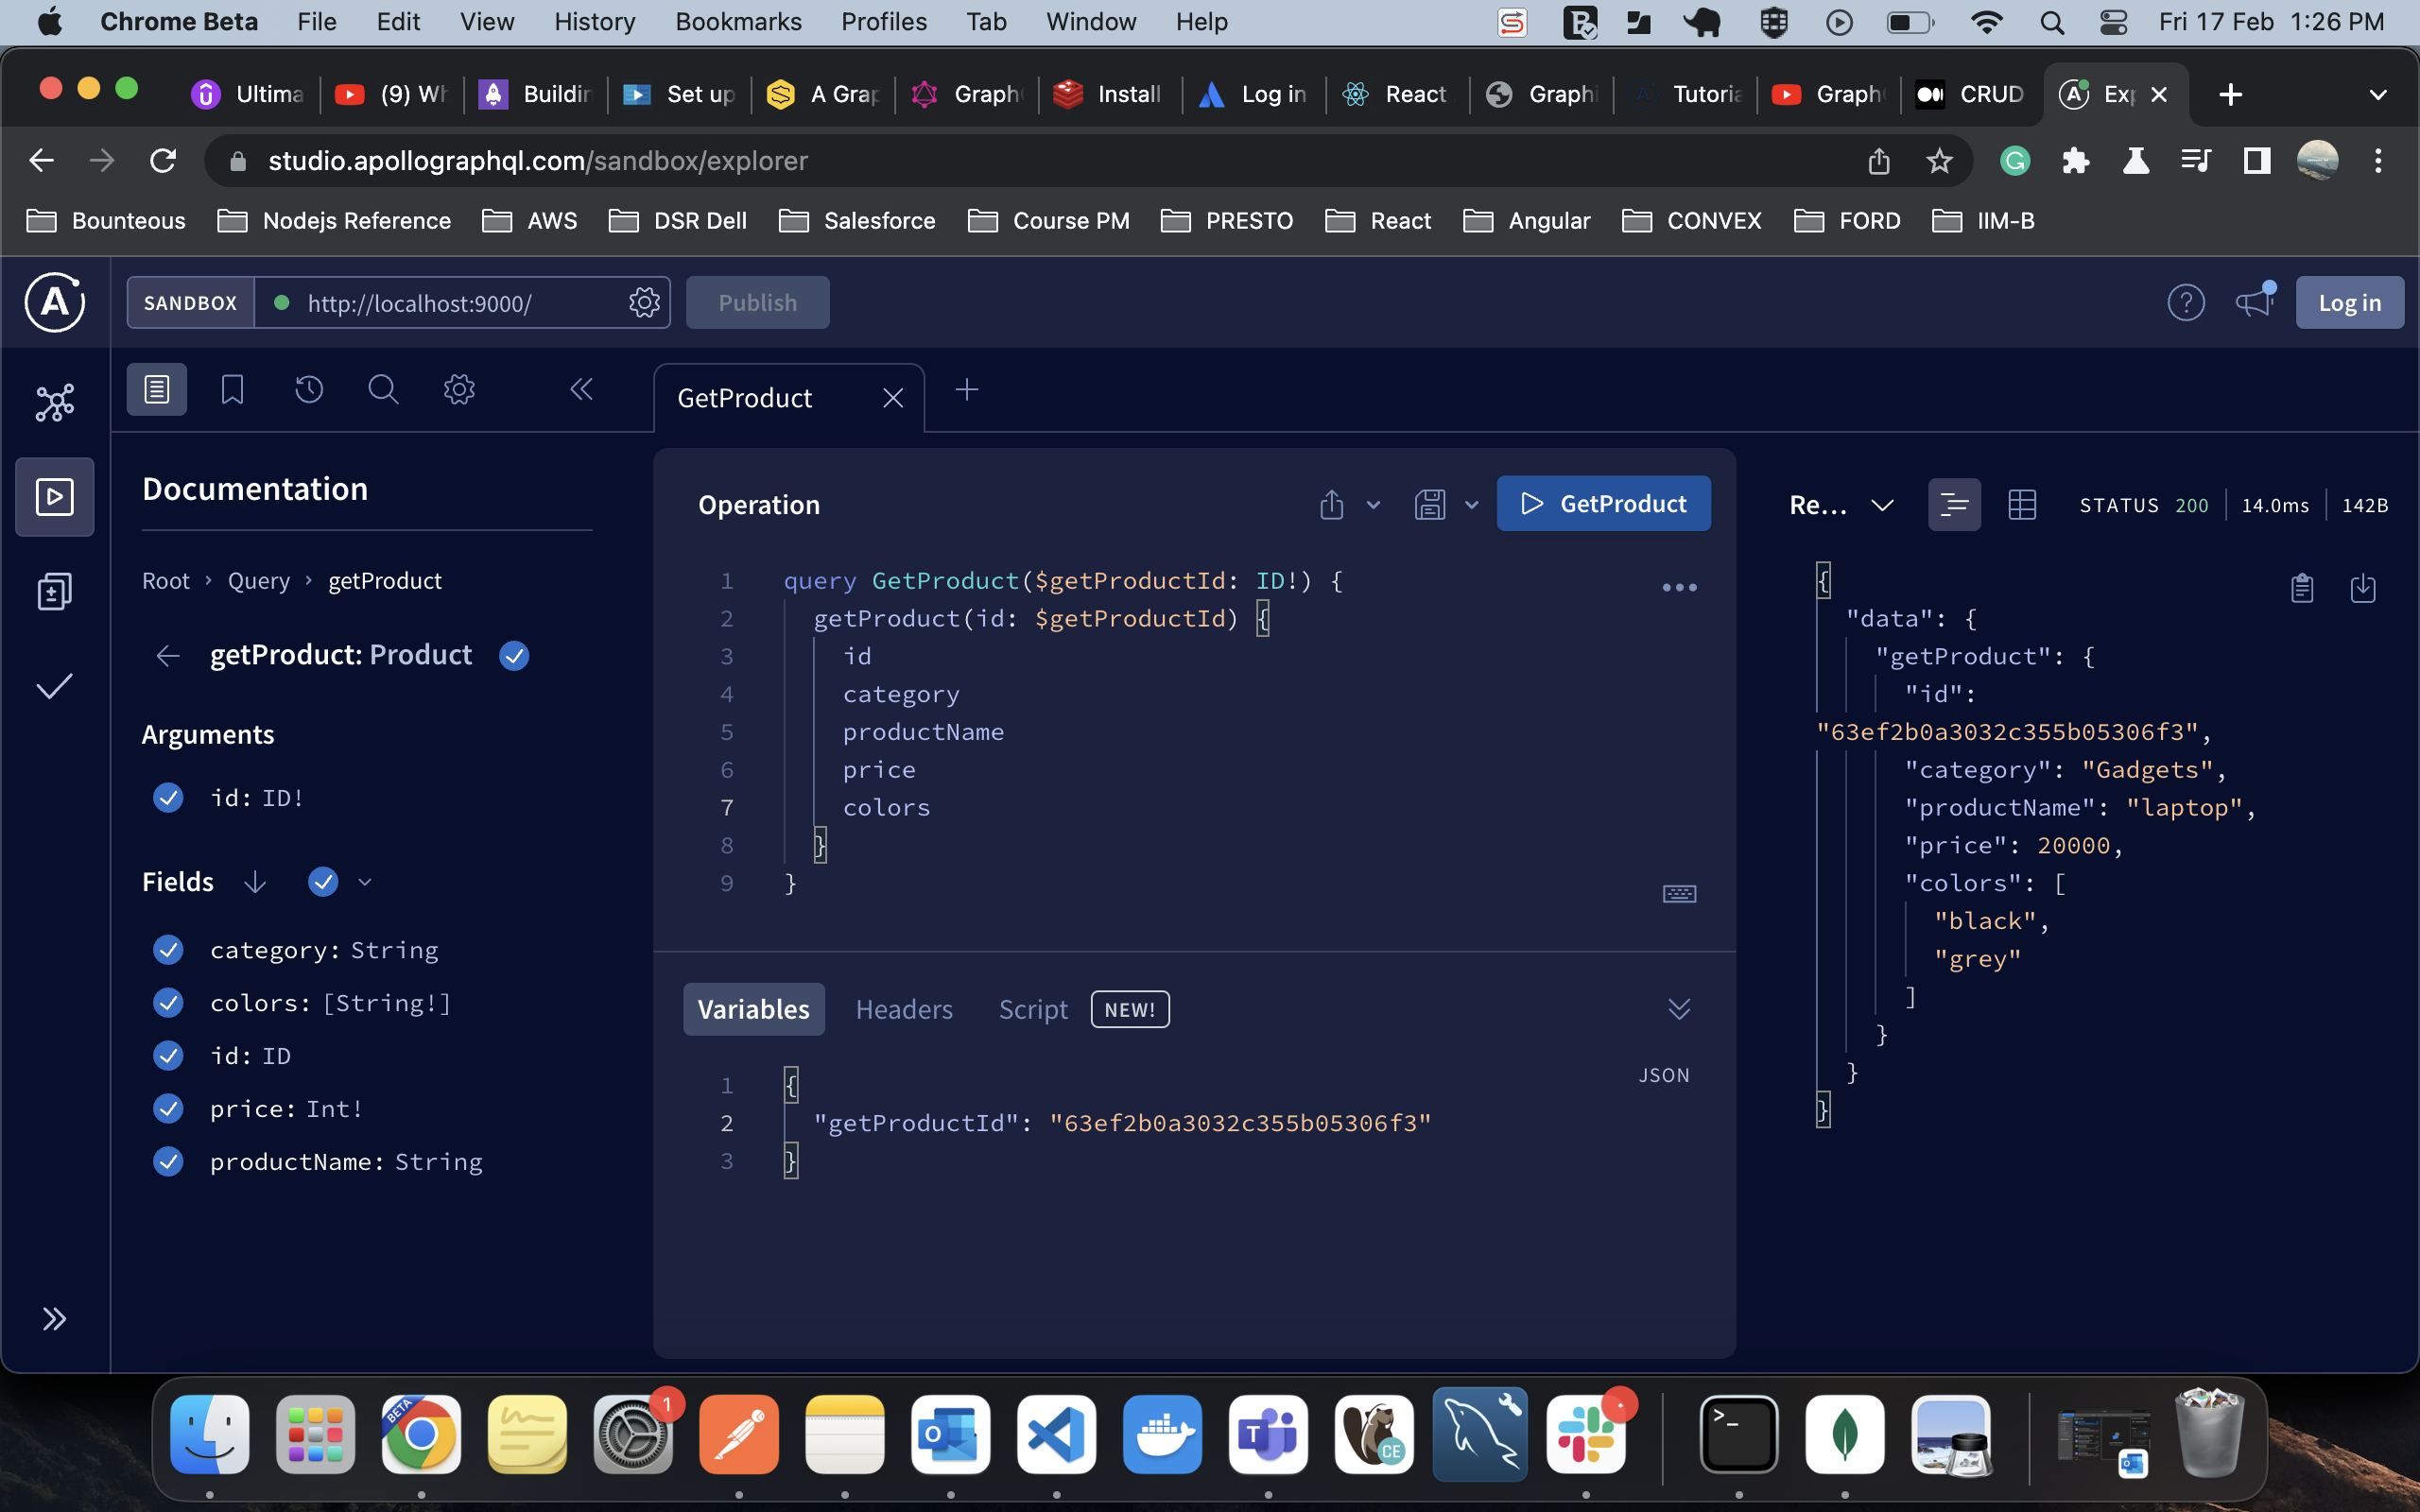 Chrome Beta File Edit View History Bookmarks Profiles Tab Window Help Fri 17 Feb 1:26 PM
Ultima (9) Wh Buildin Set up A Grap Graph Install Log in React Graphi Tutoria Graph CRUD Exp
studio.apollographql.com/sandbox/explorer
Bounteous Nodejs Reference AWS DSR Dell Salesforce Course PM PRESTO React Angular CONVEX FORD IIM-B
SANDBOX http://localhost:9000/ Publish Log in
GetProduct
Documentation
Root › Query › getProduct
getProduct: Product
Arguments
id: ID!
Fields
category: String
colors: [String!]
id: ID
price: Int!
productName: String
Operation
GetProduct
1 query GetProduct($getProductId: ID!) {
2 getProduct(id: $getProductId) {
3 id
4 category
5 productName
6 price
7 colors
8 }
9 }
Variables Headers Script NEW!
JSON
1 {
2 "getProductId": "63ef2b0a3032c355b05306f3"
3 }
Re... STATUS 200 14.0ms 142B
{
"data": {
"getProduct": {
"id":
"63ef2b0a3032c355b05306f3",
"category": "Gadgets",
"productName": "laptop",
"price": 20000,
"colors": [
"black",
"grey"
]
}
}
}
BETA
1
CE